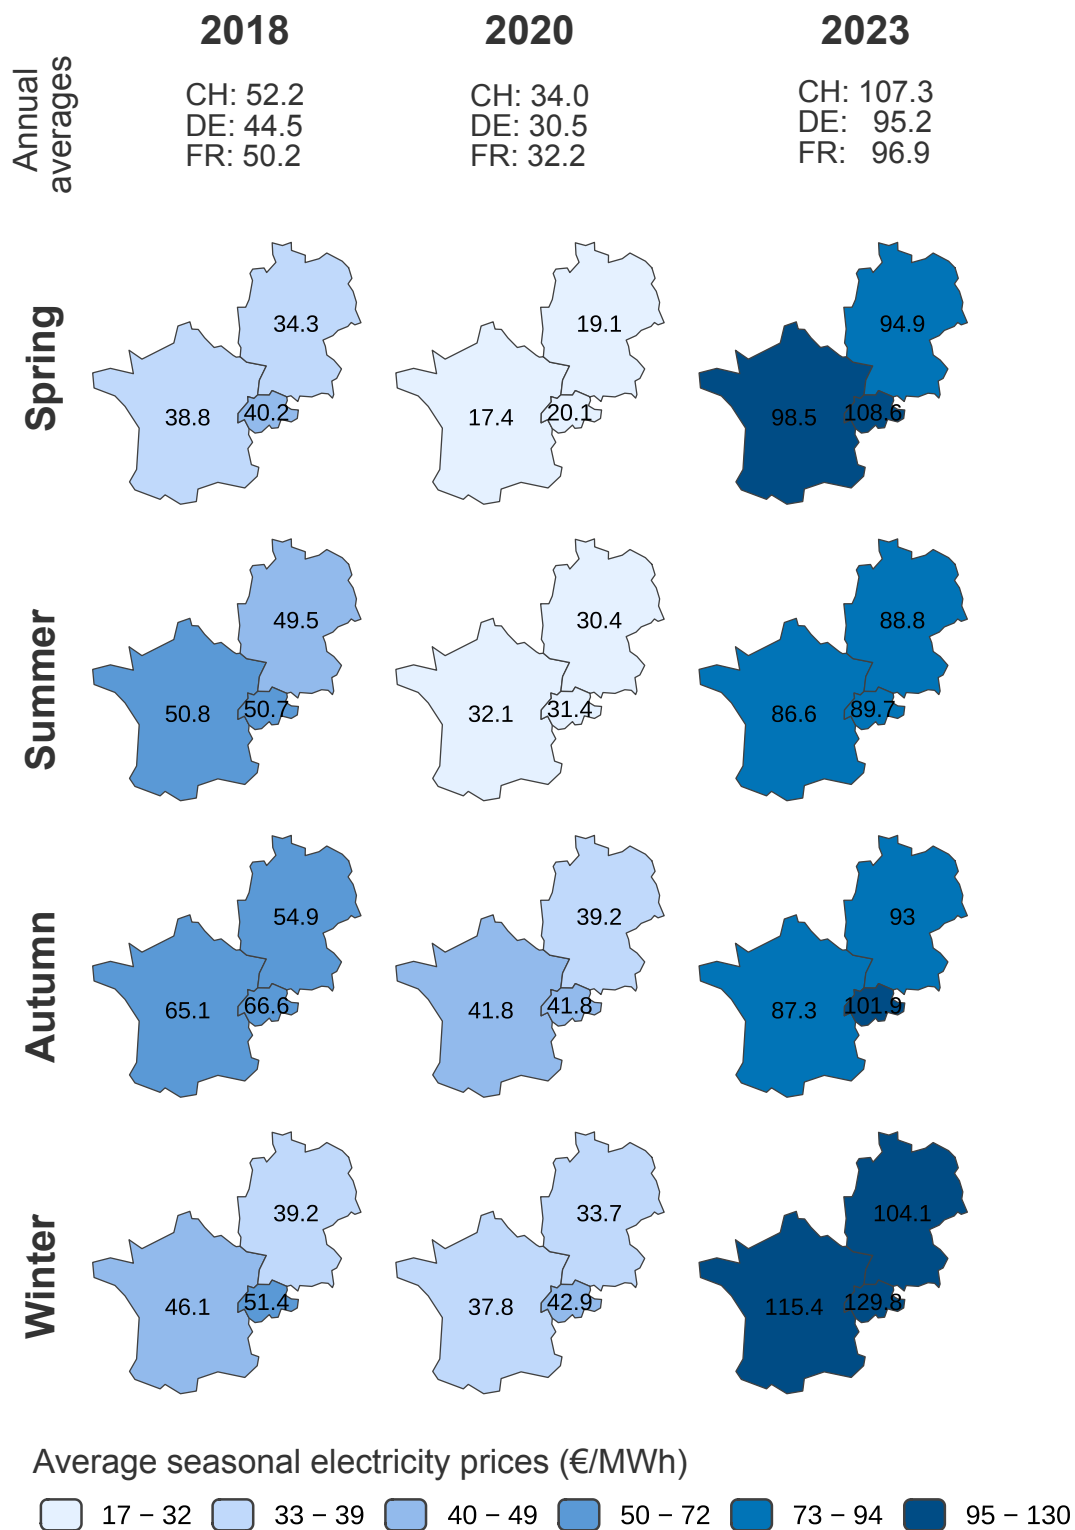 2018 2020 2023
Annual
averages
CH: 52.2
DE: 44.5
FR: 50.2
CH: 34.0
DE: 30.5
FR: 32.2
CH: 107.3
DE: 95.2
FR: 96.9
Spring
34.3
38.8
40.2
19.1
17.4
20.1
94.9
98.5
108.6
Summer
49.5
50.8
50.7
30.4
32.1
31.4
88.8
86.6
89.7
Autumn
54.9
65.1
66.6
39.2
41.8
41.8
93
87.3
101.9
Winter
39.2
46.1
51.4
33.7
37.8
42.9
104.1
115.4
129.8
Average seasonal electricity prices (€/MWh)
17 – 32 33 – 39 40 – 49 50 – 72 73 – 94 95 – 130